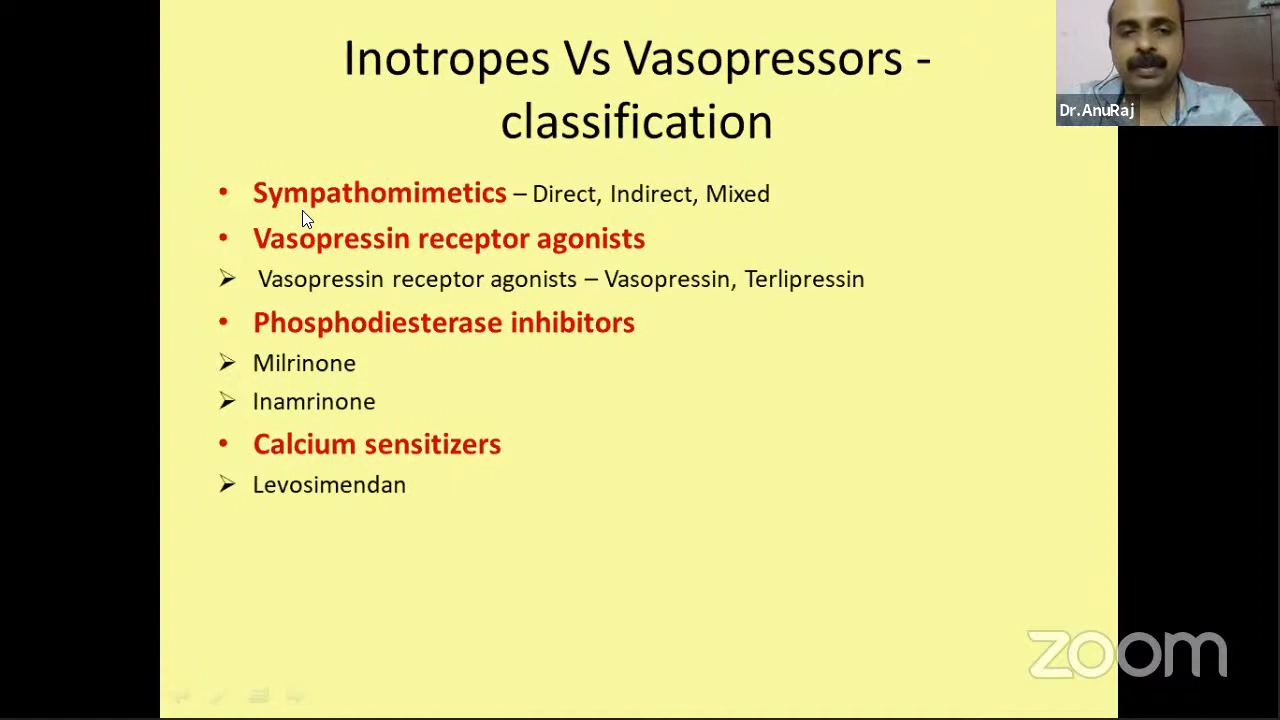 Inotropes Vs Vasopressors -
classification
Dr.AnuRaj
• Sympathomimetics – Direct, Indirect, Mixed
• Vasopressin receptor agonists
➢ Vasopressin receptor agonists – Vasopressin, Terlipressin
• Phosphodiesterase inhibitors
➢ Milrinone
➢ Inamrinone
• Calcium sensitizers
➢ Levosimendan
zoom